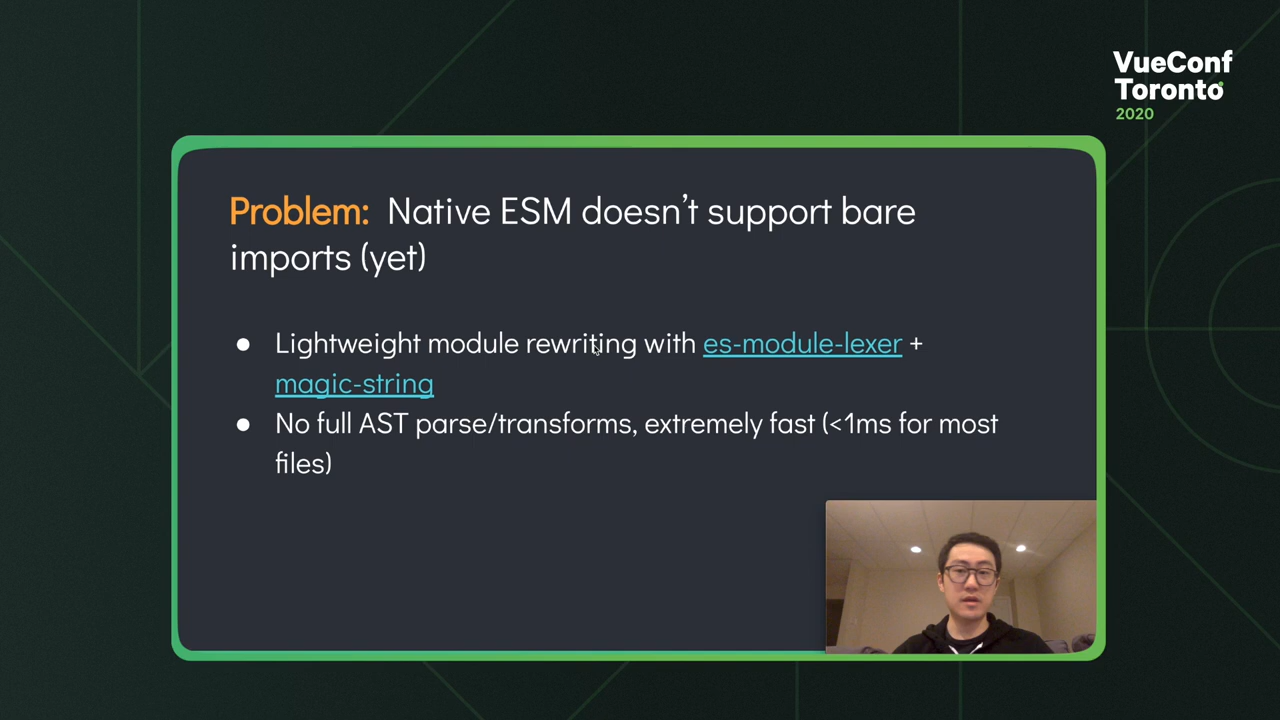 VueConf
Toronto
2020
Problem: Native ESM doesn’t support bare
imports (yet)
● Lightweight module rewriting with es-module-lexer +
magic-string
● No full AST parse/transforms, extremely fast (<1ms for most
files)